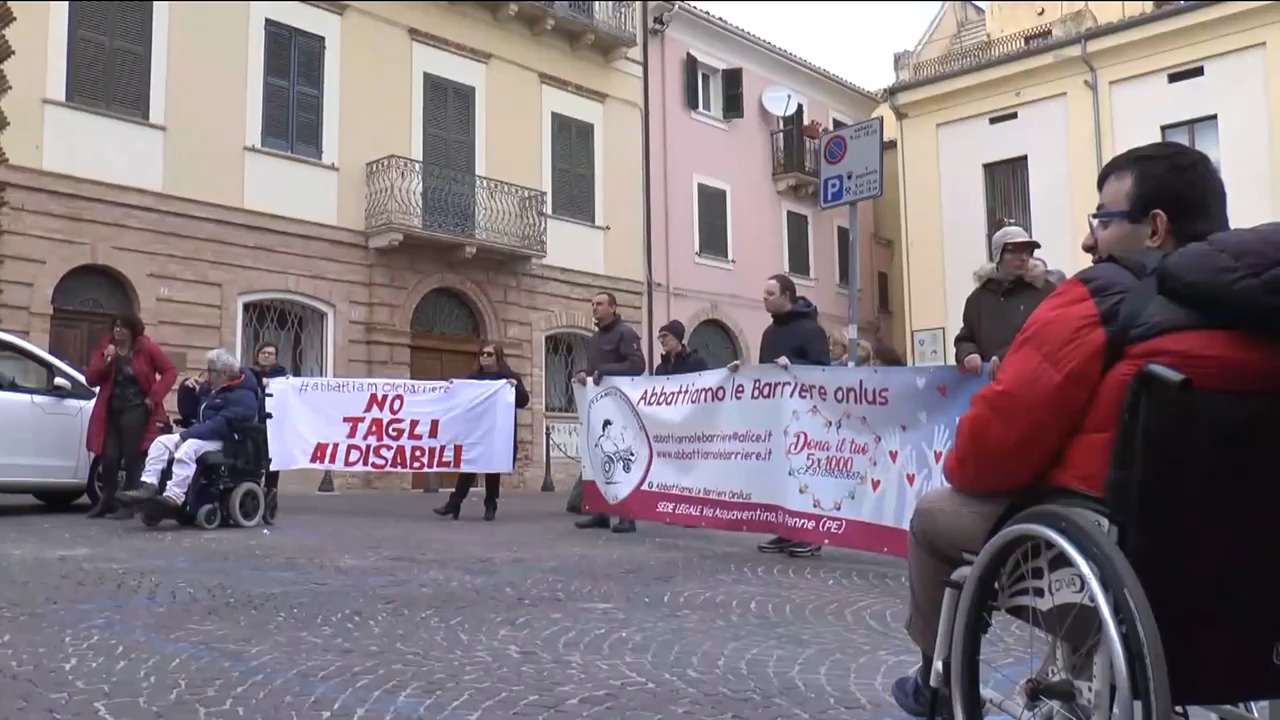 #abbattiamolebarriere
NO
TAGLI
AI DISABILI
Abbattiamo le Barriere onlus
abbattiamolebarriere@alice.it
www.abbattiamolebarriere.it
Dona il tuo
5x1000
Abbattiamo Le Barriere Onlus
SEDE LEGALE Via Acquaventina, Penne (PE)
P
DIVA